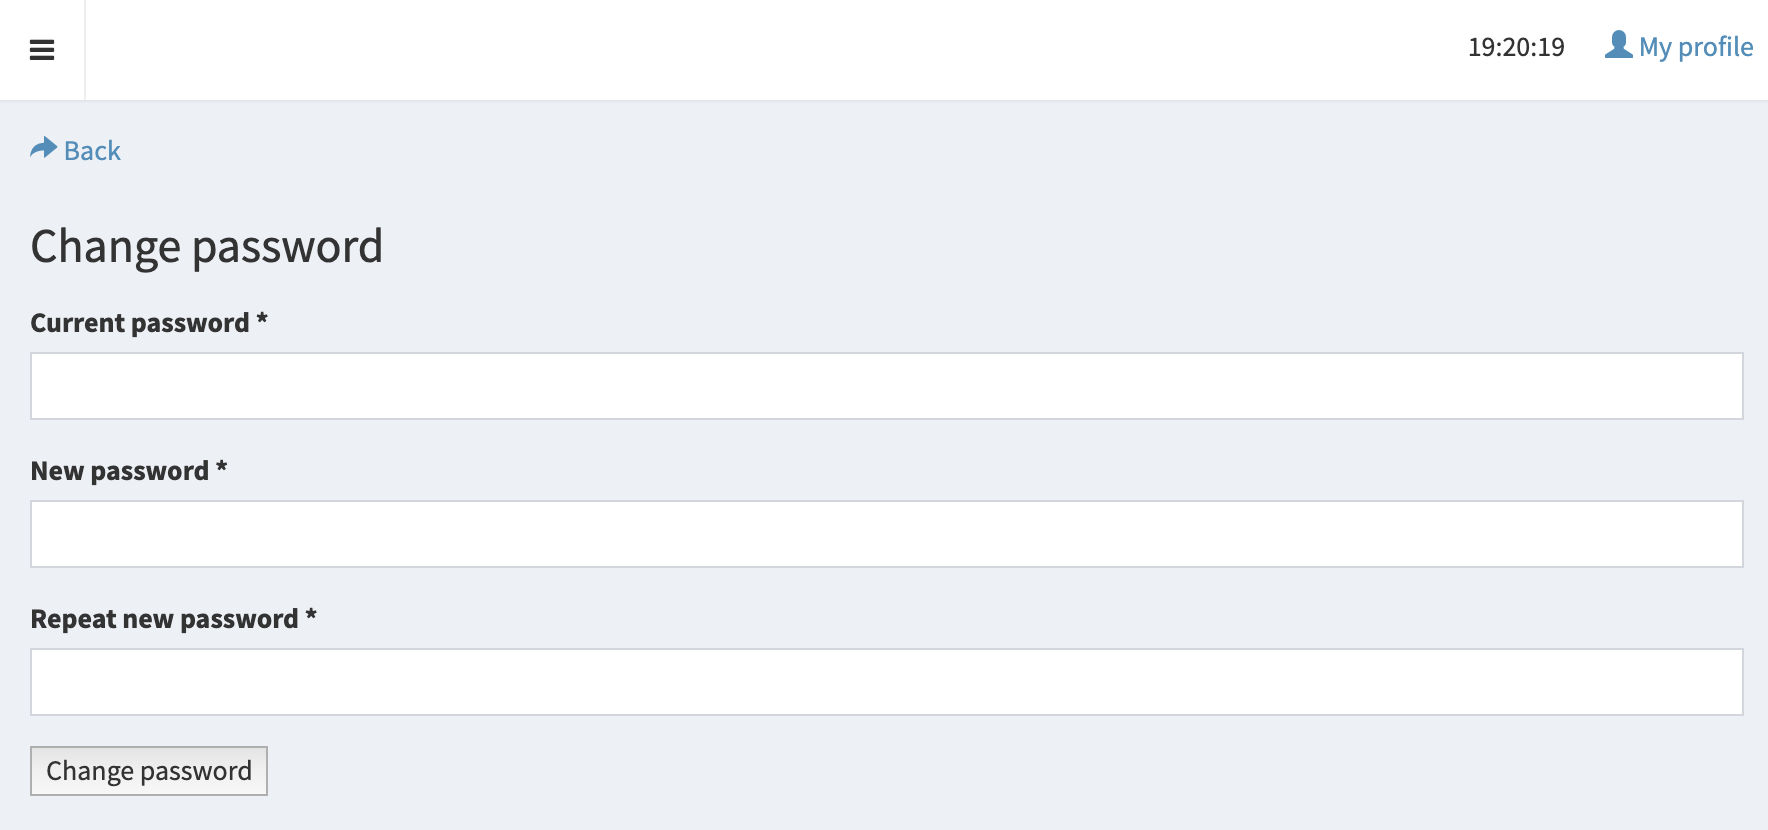 19:20:19 My profile
Back
Change password
Current password *
New password *
Repeat new password *
Change password